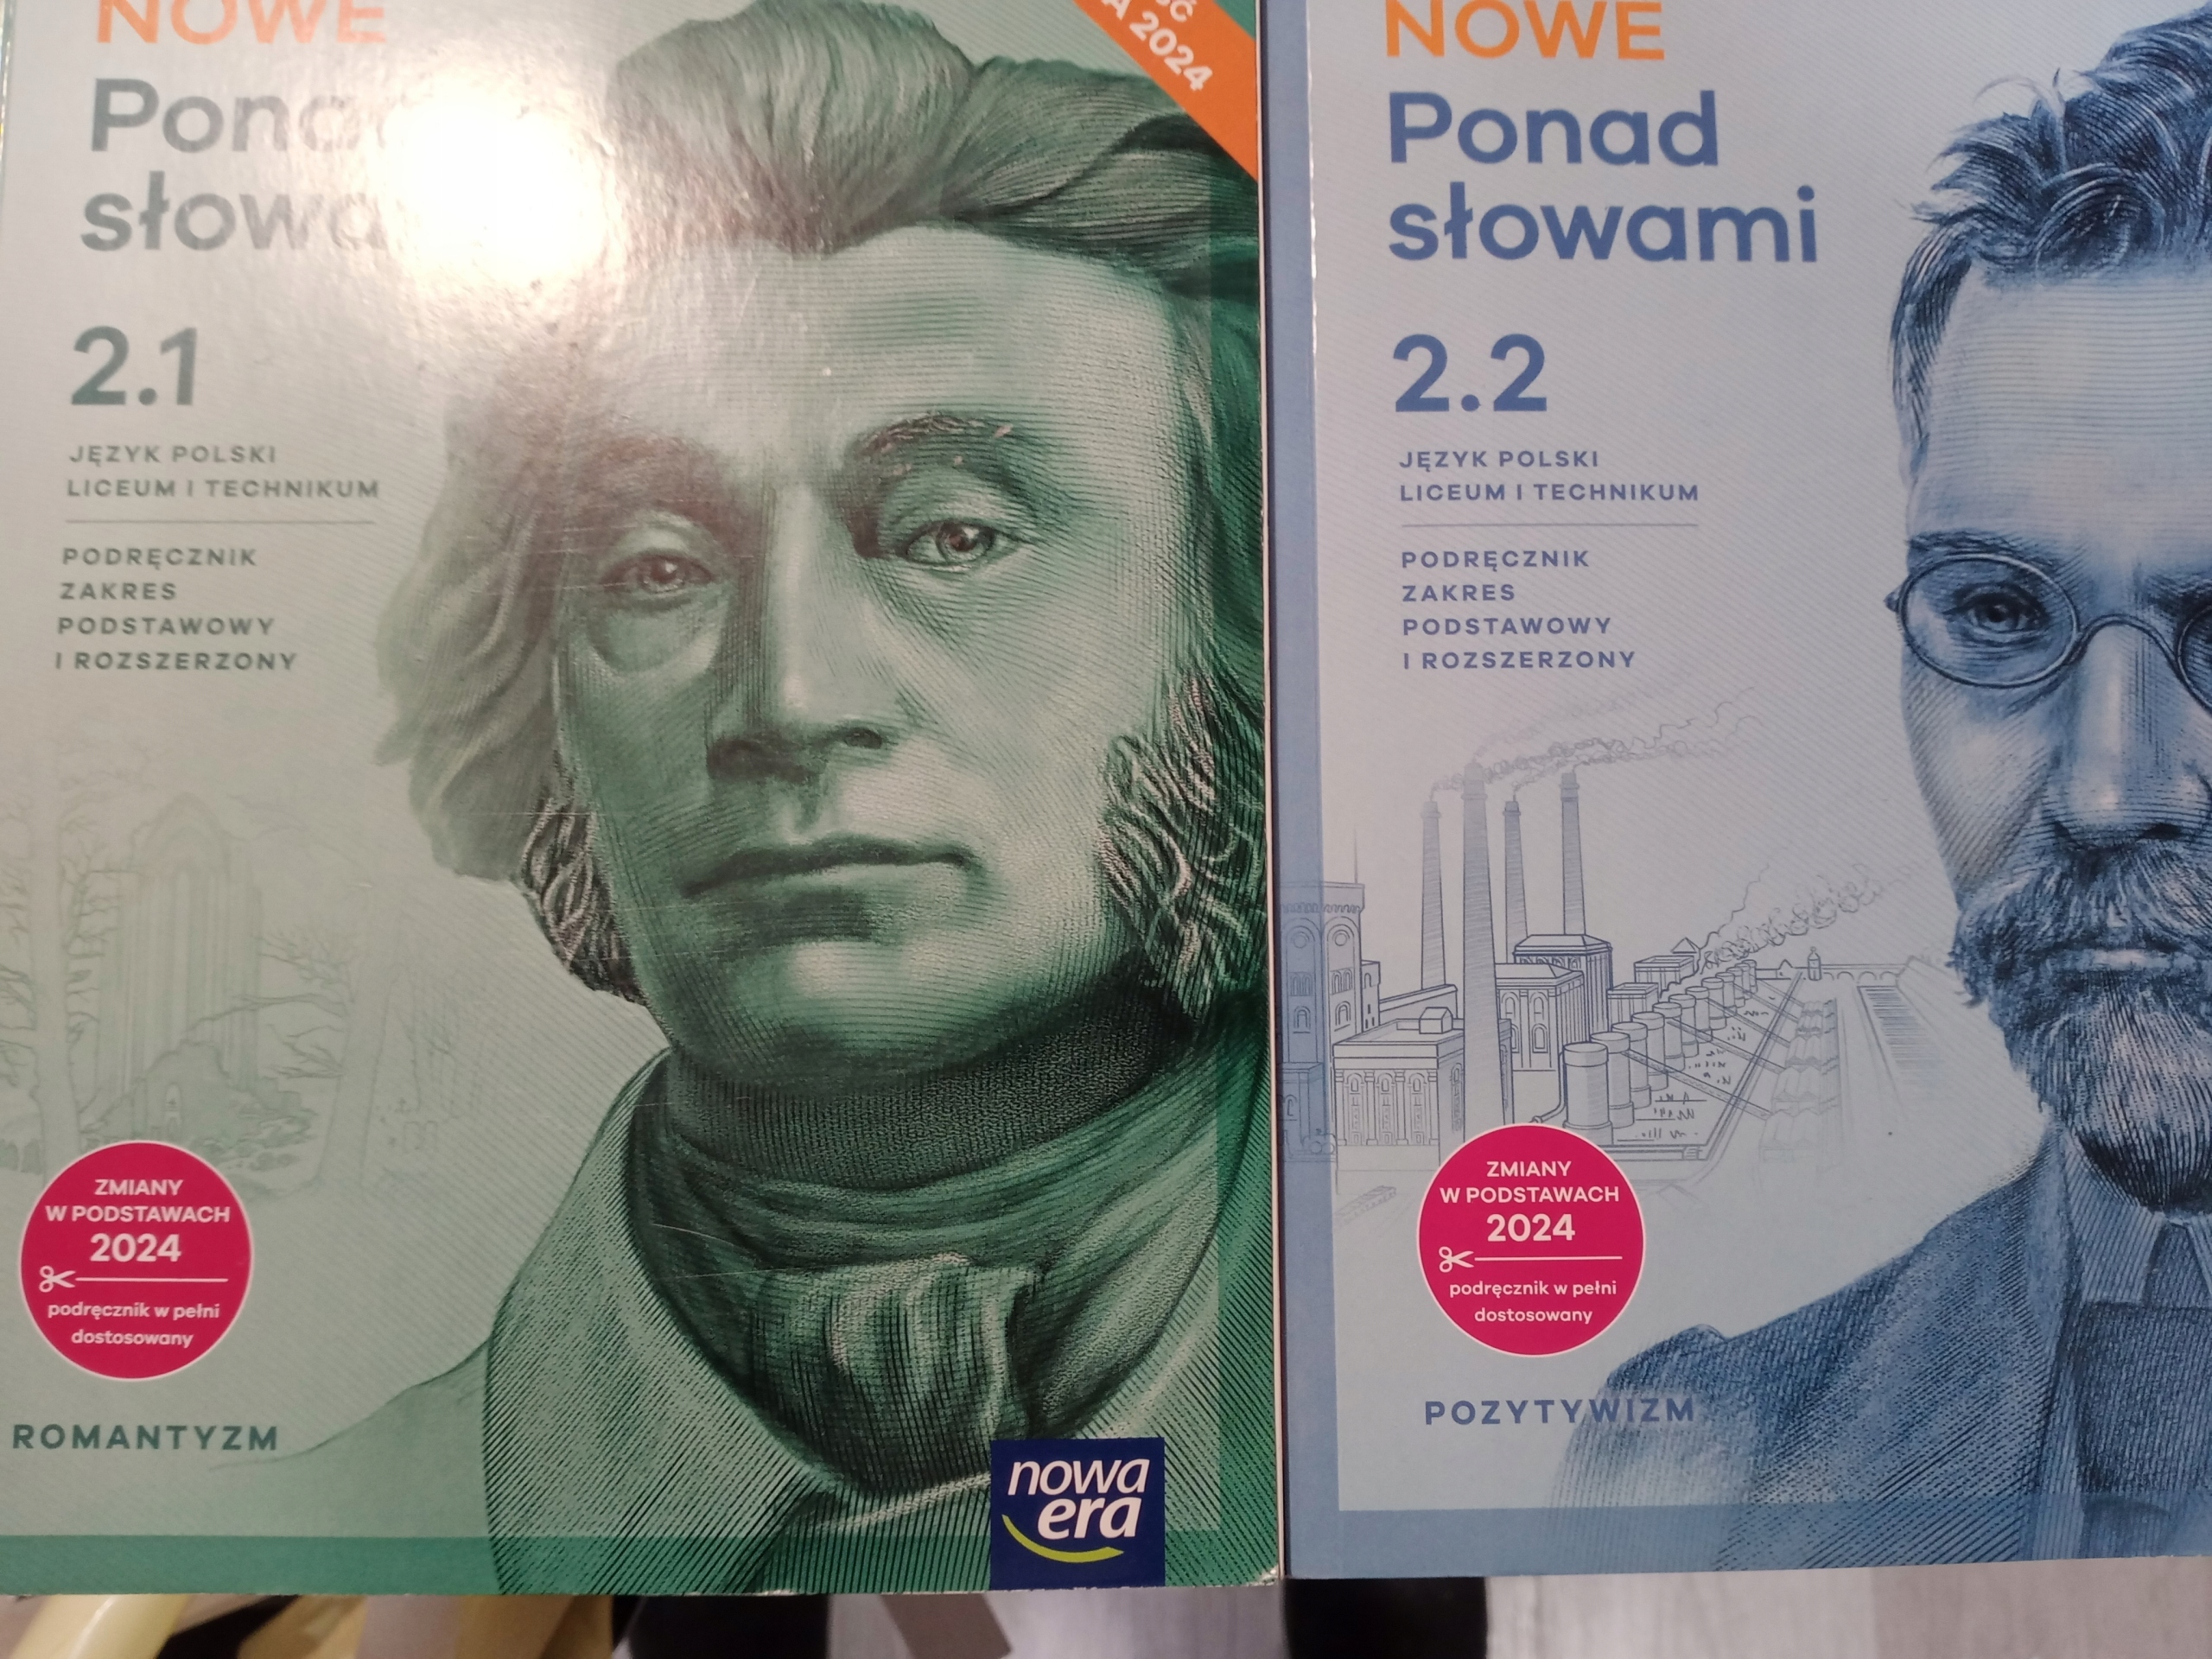 NOWE
2.1
JĘZYK POLSKI
LICEUM I TECHNIKUM
PODRĘCZNIK
ZAKRES
PODSTAWOWY
I ROZSZERZONY
ZMIANY
W PODSTAWACH
2024
podręcznik w pełni
dostosowany
ROMANTYZM
2024
nowa
era
NOWE
Ponad
słowami
2.2
JĘZYK POLSKI
LICEUM I TECHNIKUM
PODRĘCZNIK
ZAKRES
PODSTAWOWY
I ROZSZERZONY
ZMIANY
W PODSTAWACH
2024
podręcznik w pełni
dostosowany
POZYTYWIZM